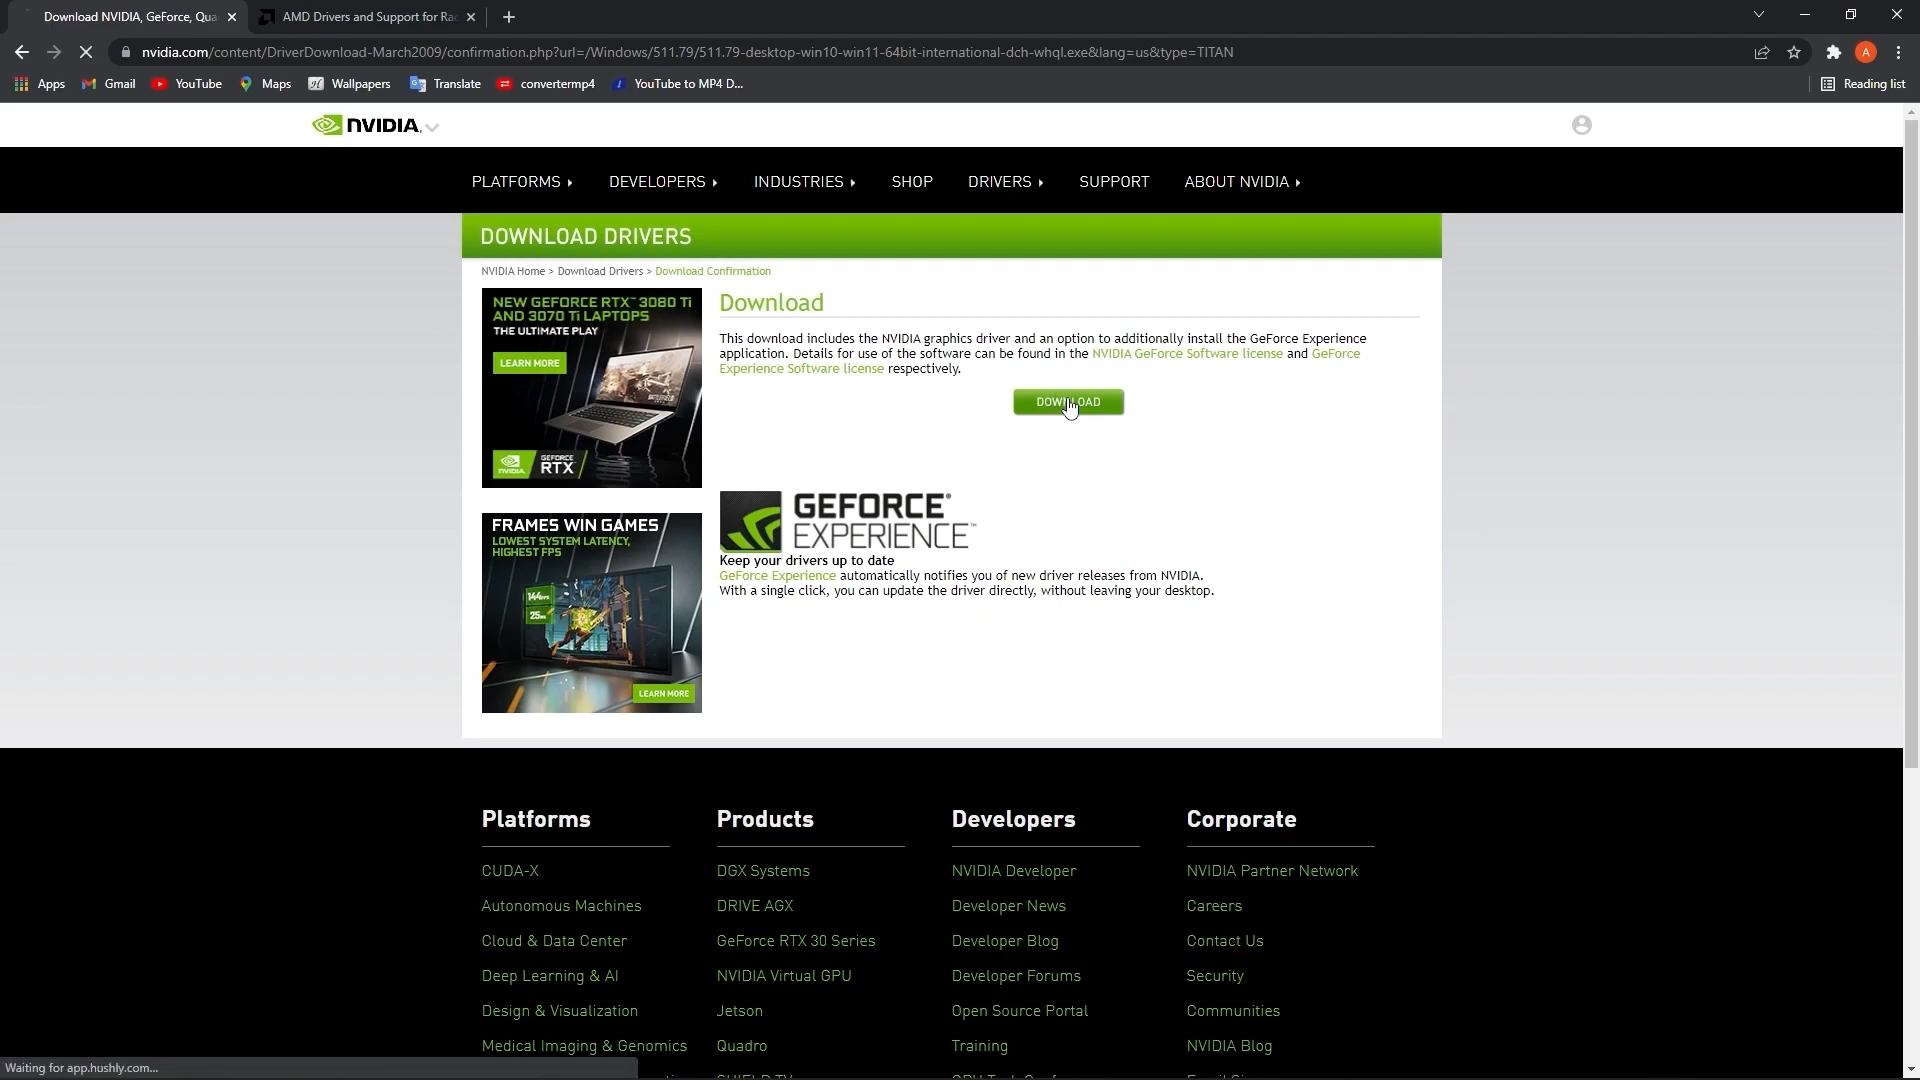 Download NVIDIA, GeForce, Qua
AMD Drivers and Support for Ra
nvidia.com/content/DriverDownload-March2009/confirmation.php?url=/Windows/511.79/511.79-desktop-win10-win11-64bit-international-dch-whql.exe&lang=us&type=TITAN
A
Apps
Gmail
YouTube
Maps
Wallpapers
Translate
convertermp4
YouTube to MP4 D...
Reading list
NVIDIA.
PLATFORMS
DEVELOPERS
INDUSTRIES
SHOP
DRIVERS
SUPPORT
ABOUT NVIDIA
DOWNLOAD DRIVERS
NVIDIA Home > Download Drivers > Download Confirmation
NEW GEFORCE RTX™ 3080 Ti
AND 3070 Ti LAPTOPS
THE ULTIMATE PLAY
LEARN MORE
NVIDIA.
GEFORCE
RTX
Download
This download includes the NVIDIA graphics driver and an option to additionally install the GeForce Experience
application. Details for use of the software can be found in the NVIDIA GeForce Software license and GeForce
Experience Software license respectively.
DOWNLOAD
FRAMES WIN GAMES
LOWEST SYSTEM LATENCY,
HIGHEST FPS
LEARN MORE
GEFORCE®
EXPERIENCE™
Keep your drivers up to date
GeForce Experience automatically notifies you of new driver releases from NVIDIA.
With a single click, you can update the driver directly, without leaving your desktop.
Platforms
CUDA-X
Autonomous Machines
Cloud & Data Center
Deep Learning & AI
Design & Visualization
Medical Imaging & Genomics
Products
DGX Systems
DRIVE AGX
GeForce RTX 30 Series
NVIDIA Virtual GPU
Jetson
Quadro
Developers
NVIDIA Developer
Developer News
Developer Blog
Developer Forums
Open Source Portal
Training
Corporate
NVIDIA Partner Network
Careers
Contact Us
Security
Communities
NVIDIA Blog
Waiting for app.hushly.com...